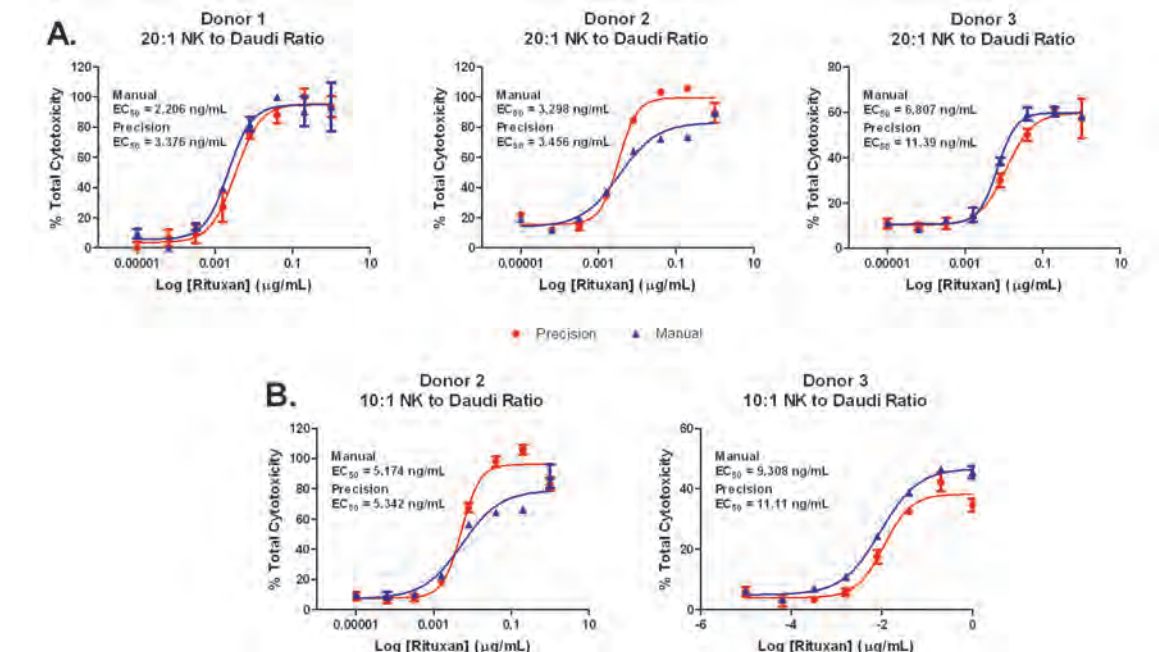 A.
Donor 1
20:1 NK to Daudi Ratio
% Total Cytotoxicity
120
100
80
60
40
20
0
Manual
EC50 = 2.206 ng/mL
Precision
EC50 = 3.376 ng/mL
0.00001 0.001 0.1 10
Log [Rituxan] (µg/mL)
Donor 2
20:1 NK to Daudi Ratio
% Total Cytotoxicity
120
100
80
60
40
20
0
Manual
EC50 = 3.298 ng/mL
Precision
EC50 = 3.456 ng/mL
0.00001 0.001 0.1 10
Log [Rituxan] (µg/mL)
Donor 3
20:1 NK to Daudi Ratio
% Total Cytotoxicity
80
60
40
20
0
Manual
EC50 = 6.807 ng/mL
Precision
EC50 = 11.39 ng/mL
0.00001 0.001 0.1 10
Log [Rituxan] (µg/mL)
Precision Manual
B.
Donor 2
10:1 NK to Daudi Ratio
% Total Cytotoxicity
120
100
80
60
40
20
0
Manual
EC50 = 5.174 ng/mL
Precision
EC50 = 5.342 ng/mL
0.00001 0.001 0.1 10
Log [Rituxan] (µg/mL)
Donor 3
10:1 NK to Daudi Ratio
% Total Cytotoxicity
60
40
20
0
Manual
EC50 = 9.308 ng/mL
Precision
EC50 = 11.11 ng/mL
-6 -4 -2 0
Log [Rituxan] (µg/mL)